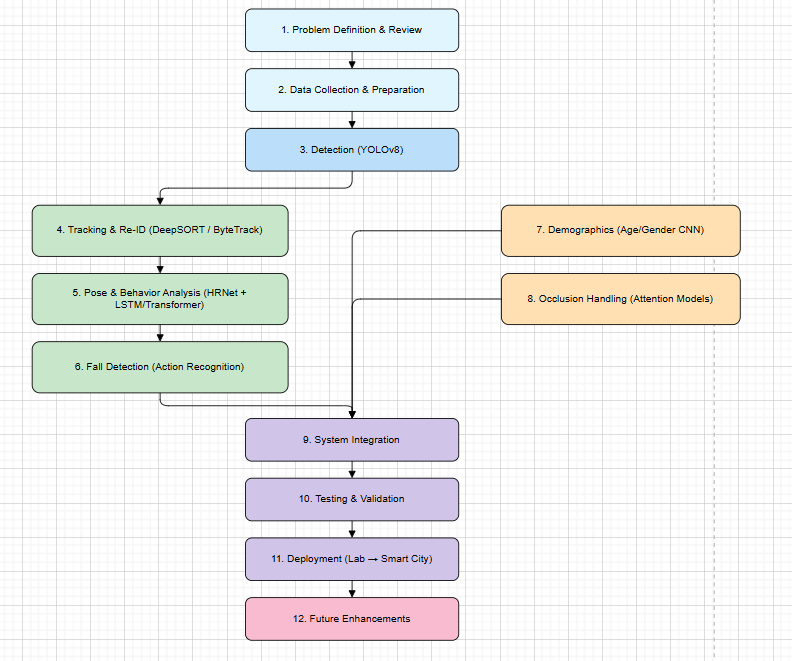 1. Problem Definition & Review
2. Data Collection & Preparation
3. Detection (YOLOv8)
4. Tracking & Re-ID (DeepSORT / ByteTrack)
5. Pose & Behavior Analysis (HRNet +
LSTM/Transformer)
6. Fall Detection (Action Recognition)
7. Demographics (Age/Gender CNN)
8. Occlusion Handling (Attention Models)
9. System Integration
10. Testing & Validation
11. Deployment (Lab → Smart City)
12. Future Enhancements